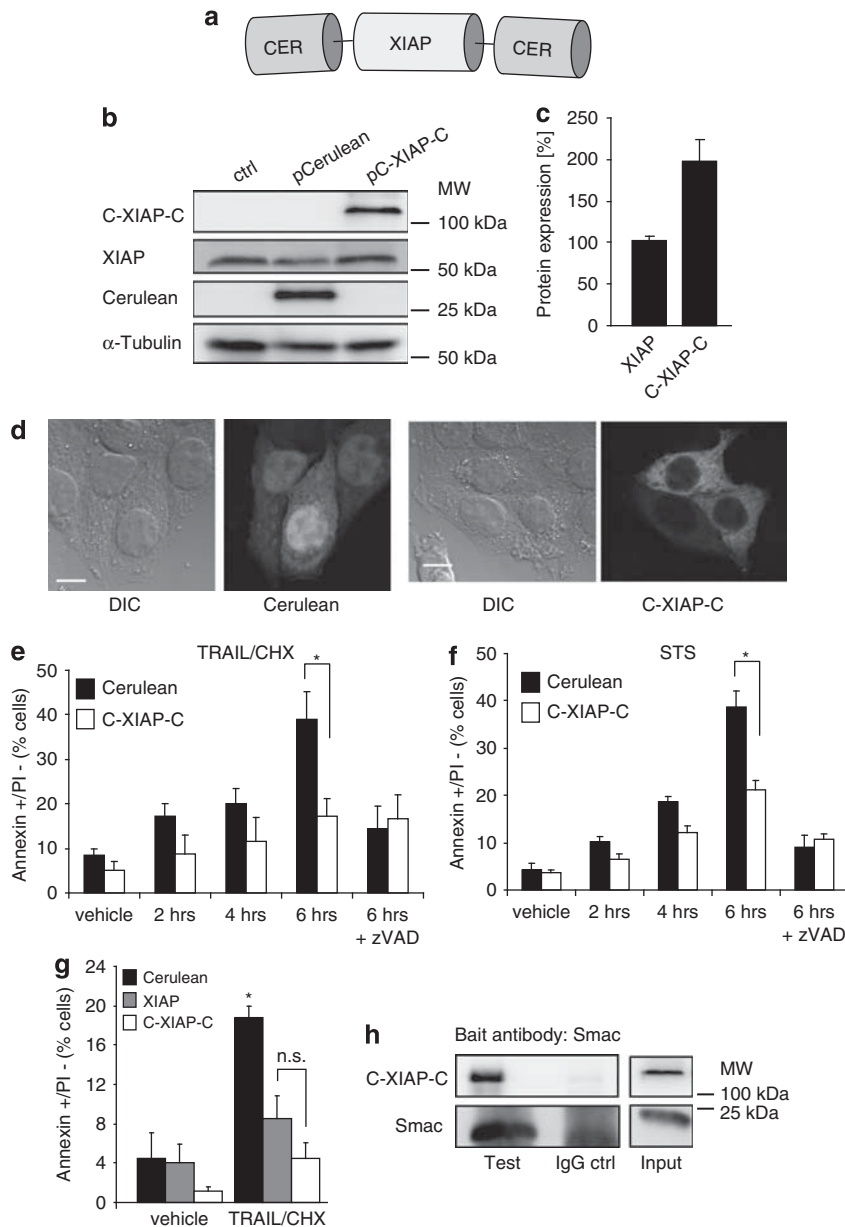 a
CER
XIAP
CER
b
ctrl
pCerulean
pC-XIAP-C
MW
C-XIAP-C
100 kDa
XIAP
50 kDa
Cerulean
25 kDa
α-Tubulin
50 kDa
c
Protein expression [%]
250
200
150
100
50
0
XIAP
C-XIAP-C
d
DIC
Cerulean
DIC
C-XIAP-C
e
TRAIL/CHX
Annexin +/PI - (% cells)
50
40
30
20
10
0
Cerulean
C-XIAP-C
*
vehicle
2 hrs
4 hrs
6 hrs
6 hrs
+ zVAD
f
STS
Annexin +/PI - (% cells)
50
40
30
20
10
0
Cerulean
C-XIAP-C
*
vehicle
2 hrs
4 hrs
6 hrs
6 hrs
+ zVAD
g
Annexin +/PI - (% cells)
24
20
16
12
8
4
0
Cerulean
XIAP
C-XIAP-C
*
n.s.
vehicle
TRAIL/CHX
h
Bait antibody: Smac
C-XIAP-C
MW
100 kDa
25 kDa
Smac
Test
IgG ctrl
Input